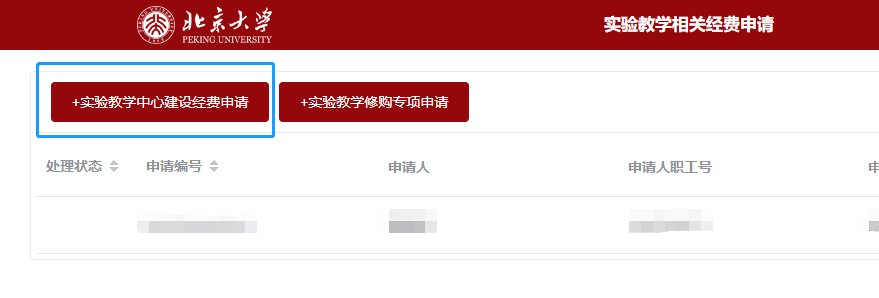 北京大学
PEKING UNIVERSITY
实验教学相关经费申请
+实验教学中心建设经费申请
+实验教学修购专项申请
处理状态 申请编号 申请人 申请人职工号